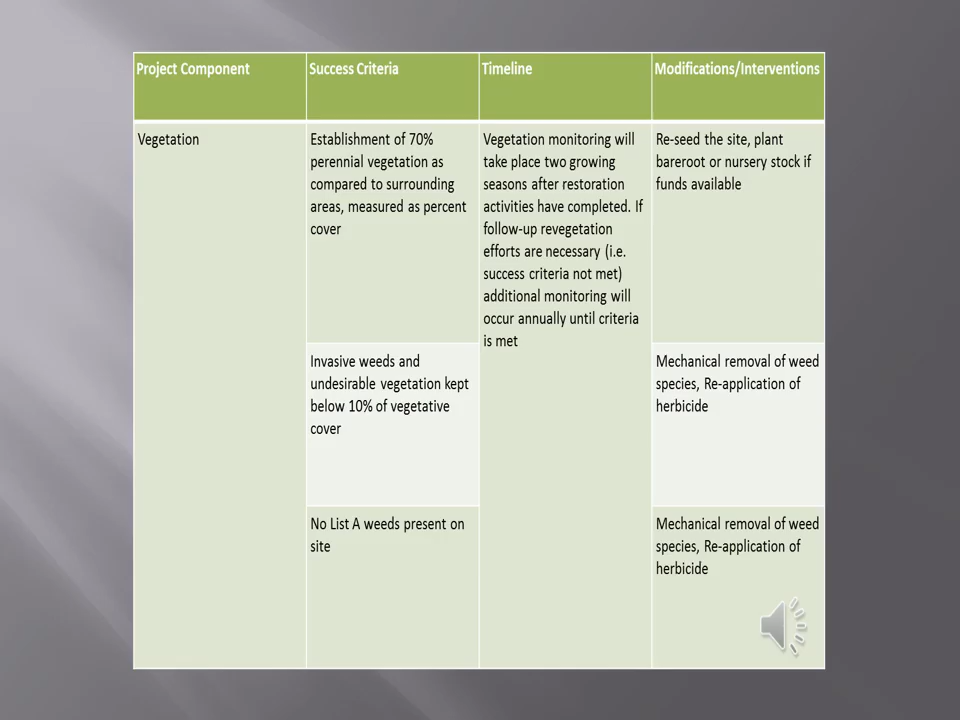 Project Component
Success Criteria
Timeline
Modifications/Interventions
Vegetation
Establishment of 70%
perennial vegetation as
compared to surrounding
areas, measured as percent
cover
Vegetation monitoring will
take place two growing
seasons after restoration
activities have completed. If
follow-up revegetation
efforts are necessary (i.e.
success criteria not met)
additional monitoring will
occur annually until criteria
is met
Re-seed the site, plant
bareroot or nursery stock if
funds available
Invasive weeds and
undesirable vegetation kept
below 10% of vegetative
cover
Mechanical removal of weed
species, Re-application of
herbicide
No List A weeds present on
site
Mechanical removal of weed
species, Re-application of
herbicide